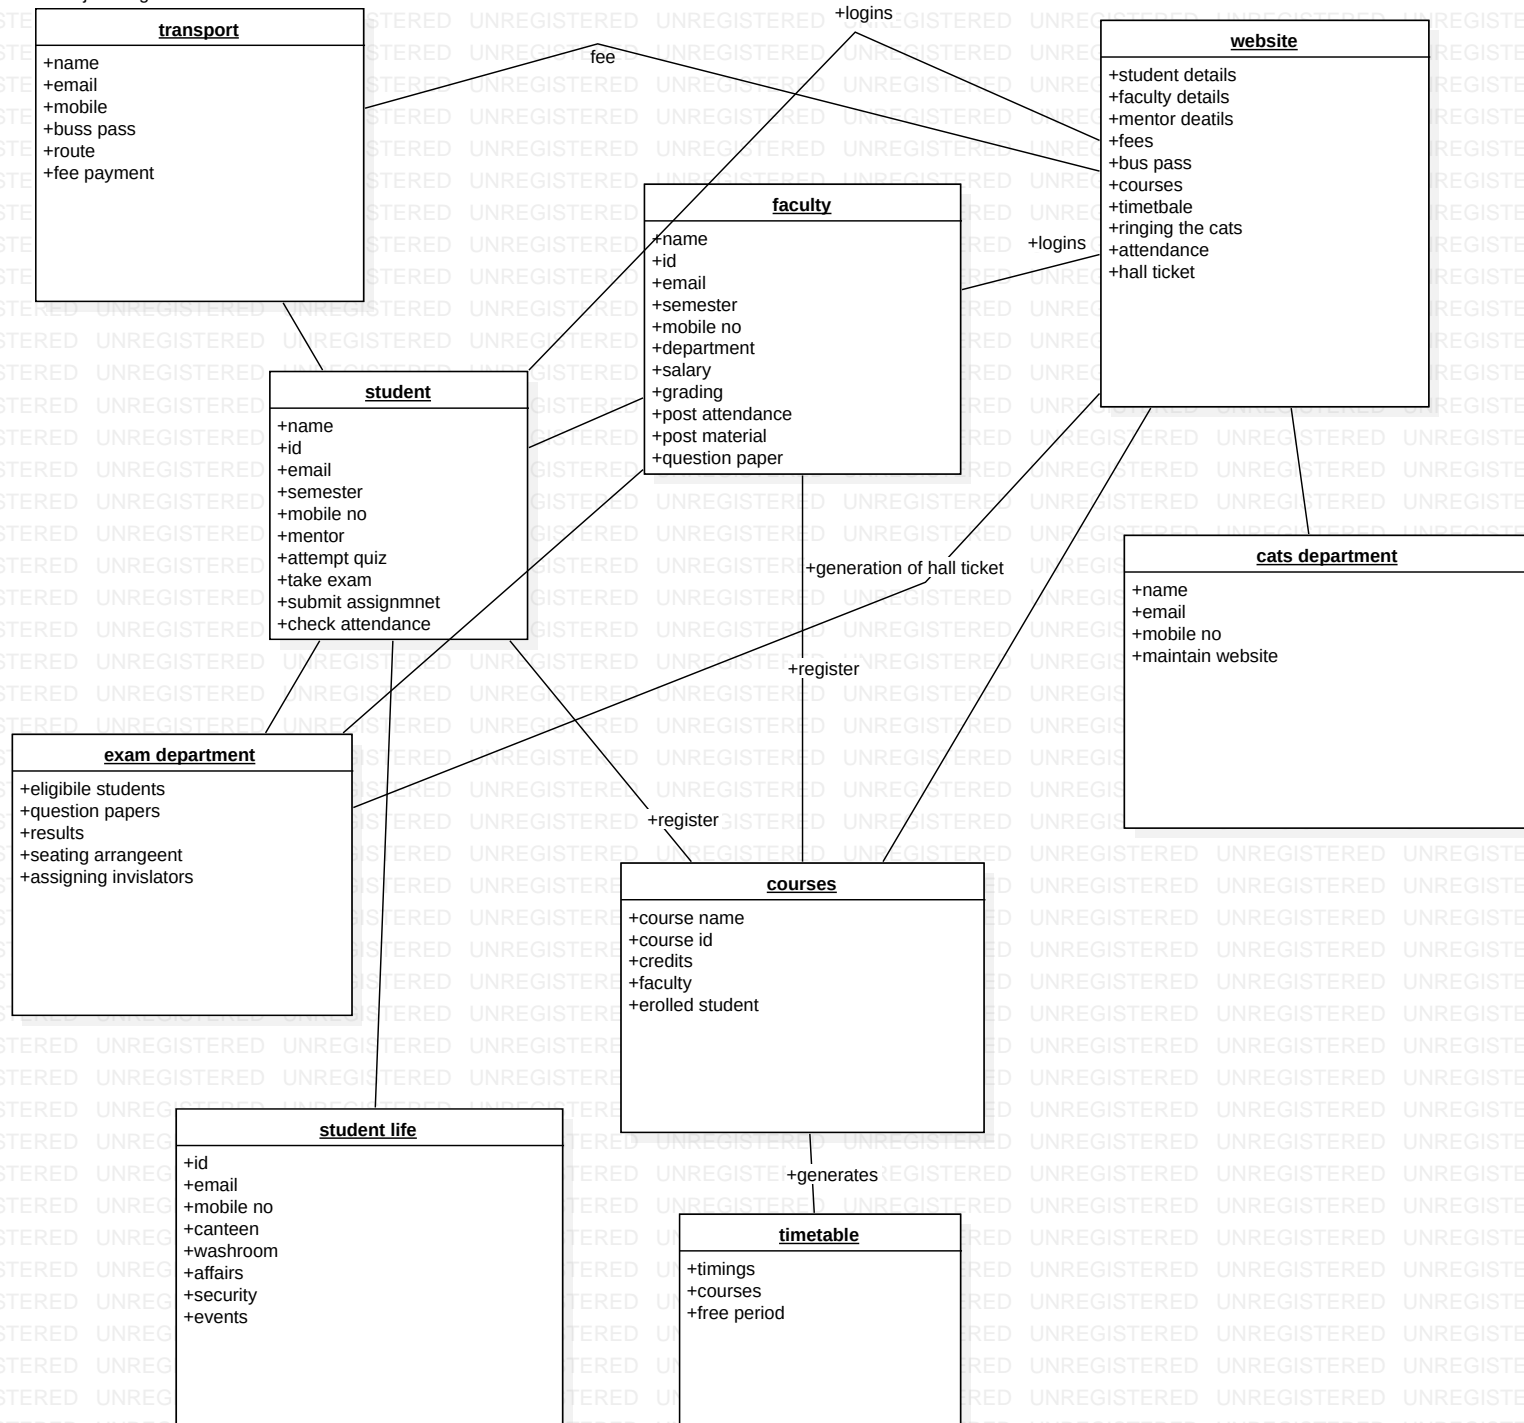 transport
+name
+email
+mobile
+buss pass
+route
+fee payment
fee
+logins
website
+student details
+faculty details
+mentor deatils
+fees
+bus pass
+courses
+timetbale
+ringing the cats
+attendance
+hall ticket
faculty
+name
+id
+email
+semester
+mobile no
+department
+salary
+grading
+post attendance
+post material
+question paper
+logins
student
+name
+id
+email
+semester
+mobile no
+mentor
+attempt quiz
+take exam
+submit assignmnet
+check attendance
+generation of hall ticket
+register
cats department
+name
+email
+mobile no
+maintain website
exam department
+eligibile students
+question papers
+results
+seating arrangeent
+assigning invislators
+register
courses
+course name
+course id
+credits
+faculty
+erolled student
+generates
student life
+id
+email
+mobile no
+canteen
+washroom
+affairs
+security
+events
timetable
+timings
+courses
+free period
UNREGISTERED